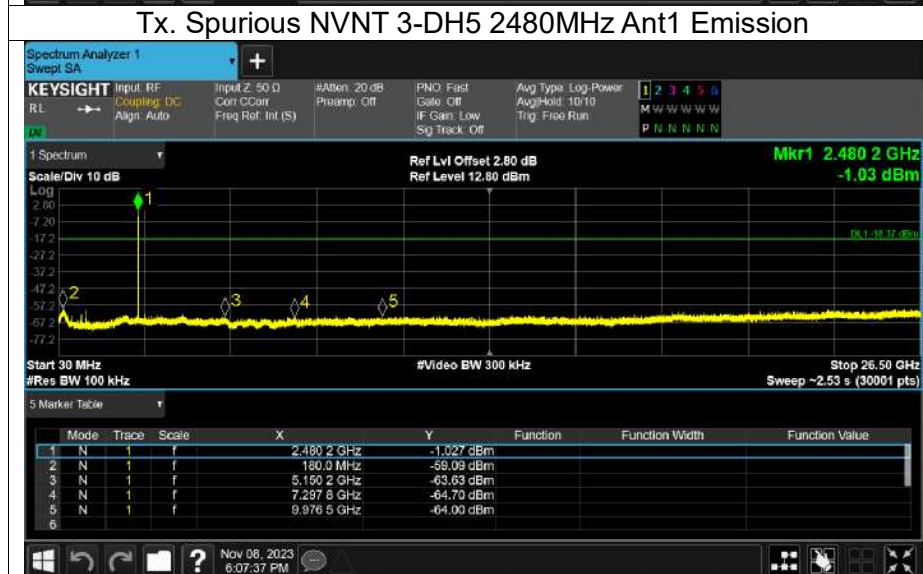 Tx. Spurious NVNT 3-DH5 2480MHz Ant1 Emission
Spectrum Analyzer 1
Swept SA
+
KEYSIGHT Input: RF Input Z: 50 Ω #Atten: 20 dB PNO: Fast Avg Type: Log-Power 1 2 3 4 5 6
RL Coupling: DC Corr CCorr Preamp: Off Gate: Off Avg|Hold: 10/10 M W W W W W
Align: Auto Freq Ref: Int (S) IF Gain: Low Trig: Free Run
Sig Track: Off P N N N N N
1 Spectrum Ref Lvl Offset 2.80 dB Mkr1 2.480 2 GHz
Scale/Div 10 dB Ref Level 12.80 dBm -1.03 dBm
Log
2.80 1
-7.20
-17.2 DL1 -18.37 dBm
-27.2
-37.2
-47.2 2
-57.2 3 4 5
-67.2
-77.2
Start 30 MHz #Video BW 300 kHz Stop 26.50 GHz
#Res BW 100 kHz Sweep ~2.53 s (30001 pts)
5 Marker Table
Mode Trace Scale X Y Function Function Width Function Value
1 N 1 f 2.480 2 GHz -1.027 dBm
2 N 1 f 180.0 MHz -59.09 dBm
3 N 1 f 5.150 2 GHz -63.63 dBm
4 N 1 f 7.297 8 GHz -64.70 dBm
5 N 1 f 9.976 5 GHz -64.00 dBm
6
? Nov 08, 2023
6:07:37 PM